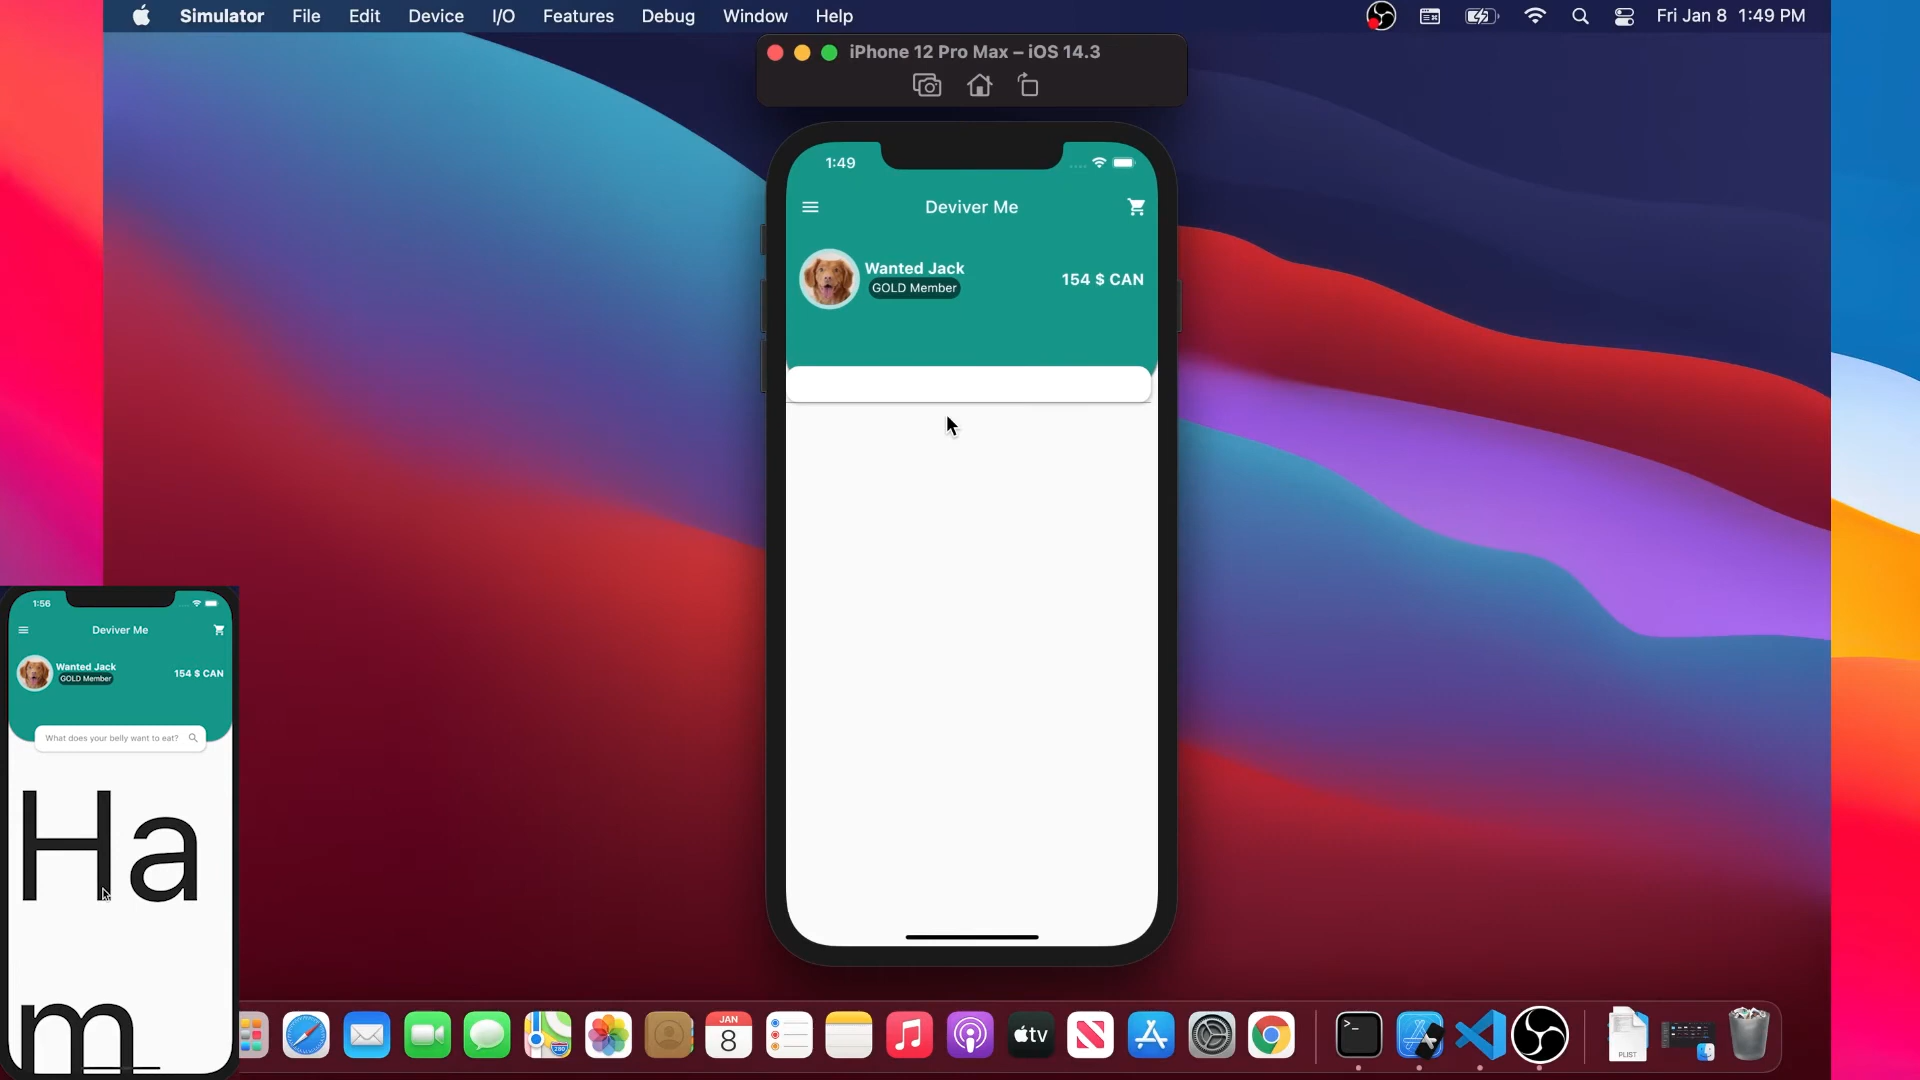 Simulator File Edit Device I/O Features Debug Window Help
Fri Jan 8 1:49 PM
iPhone 12 Pro Max – iOS 14.3
1:49
Deviver Me
Wanted Jack
GOLD Member
154 $ CAN
1:56
Deviver Me
Wanted Jack
GOLD Member
154 $ CAN
What does your belly want to eat?
Ha
m
280
JAN
8
tv
>_
PLIST